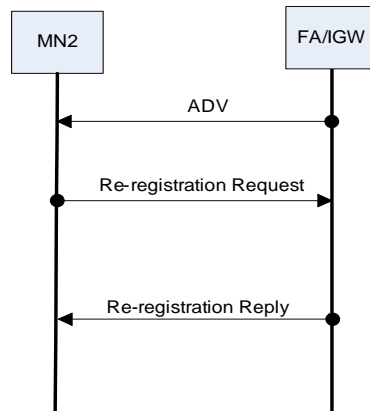 MN2
FA/IGW
ADV
Re-registration Request
Re-registration Reply